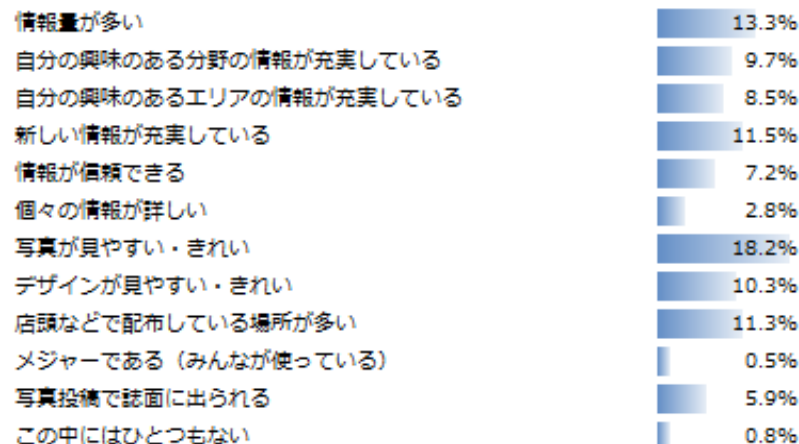 情報量が多い 13.3%
自分の興味のある分野の情報が充実している 9.7%
自分の興味のあるエリアの情報が充実している 8.5%
新しい情報が充実している 11.5%
情報が信頼できる 7.2%
個々の情報が詳しい 2.8%
写真が見やすい・きれい 18.2%
デザインが見やすい・きれい 10.3%
店頭などで配布している場所が多い 11.3%
メジャーである（みんなが使っている） 0.5%
写真投稿で誌面に出られる 5.9%
この中にはひとつもない 0.8%